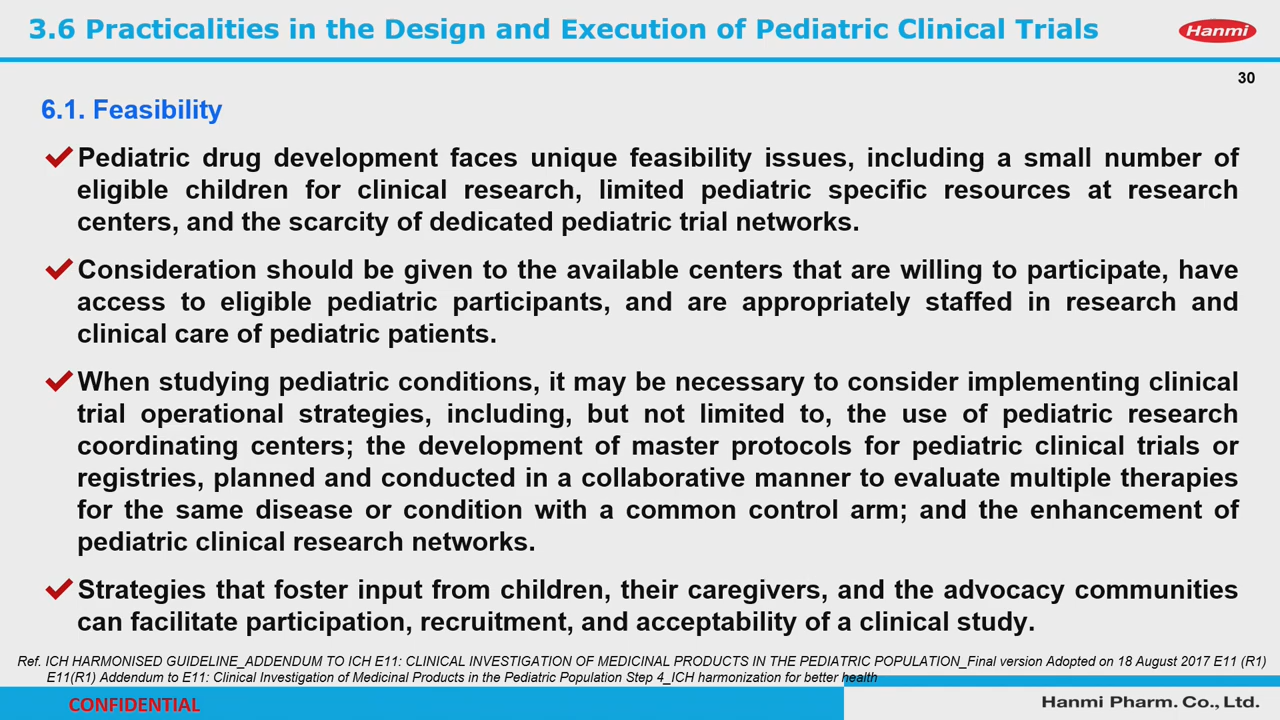 3.6 Practicalities in the Design and Execution of Pediatric Clinical Trials
Hanmi
30
6.1. Feasibility
Pediatric drug development faces unique feasibility issues, including a small number of
eligible children for clinical research, limited pediatric specific resources at research
centers, and the scarcity of dedicated pediatric trial networks.
Consideration should be given to the available centers that are willing to participate, have
access to eligible pediatric participants, and are appropriately staffed in research and
clinical care of pediatric patients.
When studying pediatric conditions, it may be necessary to consider implementing clinical
trial operational strategies, including, but not limited to, the use of pediatric research
coordinating centers; the development of master protocols for pediatric clinical trials or
registries, planned and conducted in a collaborative manner to evaluate multiple therapies
for the same disease or condition with a common control arm; and the enhancement of
pediatric clinical research networks.
Strategies that foster input from children, their caregivers, and the advocacy communities
can facilitate participation, recruitment, and acceptability of a clinical study.
Ref. ICH HARMONISED GUIDELINE_ADDENDUM TO ICH E11: CLINICAL INVESTIGATION OF MEDICINAL PRODUCTS IN THE PEDIATRIC POPULATION_Final version Adopted on 18 August 2017 E11 (R1)
E11(R1) Addendum to E11: Clinical Investigation of Medicinal Products in the Pediatric Population Step 4_ICH harmonization for better health
CONFIDENTIAL
Hanmi Pharm. Co., Ltd.